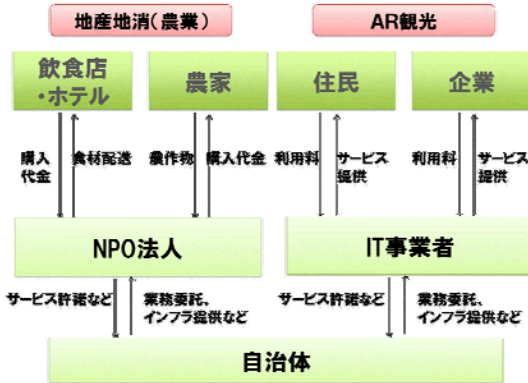 地産地消(農業)
AR観光
飲食店
・ホテル
農家
住民
企業
購入
代金
食材配送
農作物
購入代金
利用料
サービス
提供
利用料
サービス
提供
NPO法人
IT事業者
サービス許諾など
業務委託、
インフラ提供など
サービス許諾など
業務委託、
インフラ提供など
自治体